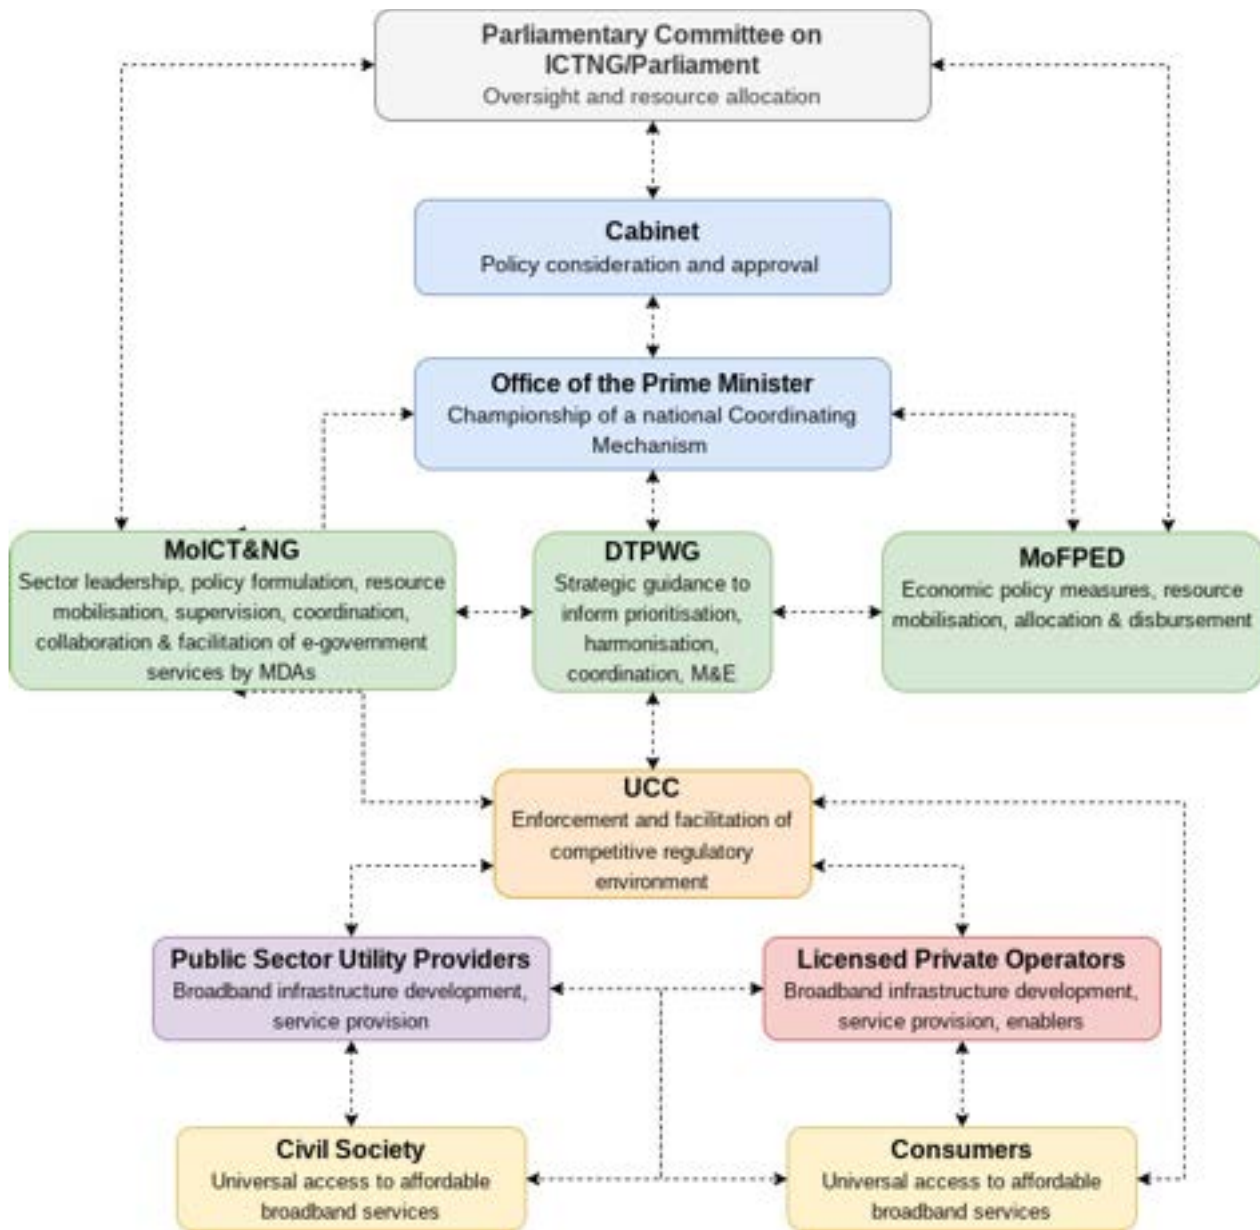 Parliamentary Committee on
ICTNG/Parliament
Oversight and resource allocation
Cabinet
Policy consideration and approval
Office of the Prime Minister
Championship of a national Coordinating
Mechanism
MoICT&NG
Sector leadership, policy formulation, resource
mobilisation, supervision, coordination,
collaboration & facilitation of e-government
services by MDAs
DTPWG
Strategic guidance to
inform prioritisation,
harmonisation,
coordination, M&E
MoFPED
Economic policy measures, resource
mobilisation, allocation & disbursement
UCC
Enforcement and facilitation of
competitive regulatory
environment
Public Sector Utility Providers
Broadband infrastructure development,
service provision
Licensed Private Operators
Broadband infrastructure development,
service provision, enablers
Civil Society
Universal access to affordable
broadband services
Consumers
Universal access to affordable
broadband services